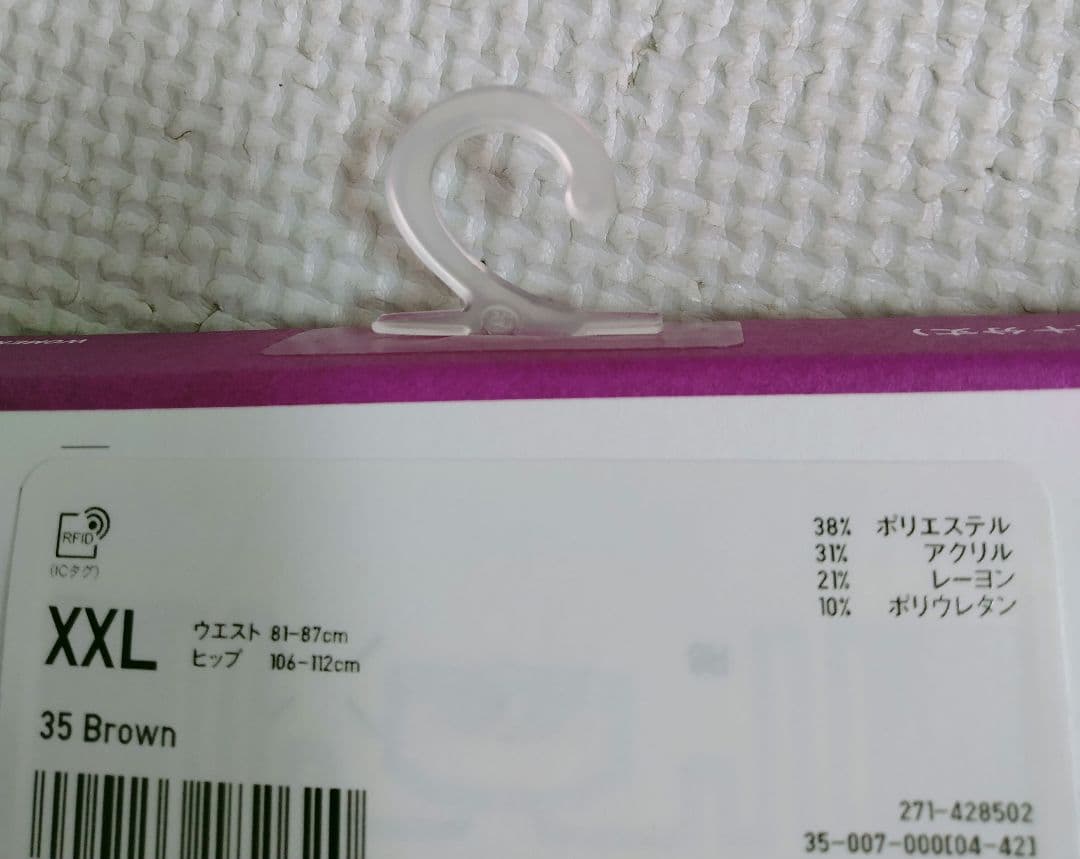 RFID
(ICタグ)
XXL
ウエスト 81-87cm
ヒップ 106-112cm
35 Brown
38% ポリエステル
31% アクリル
21% レーヨン
10% ポリウレタン
271-428502
35-007-000[04-42]